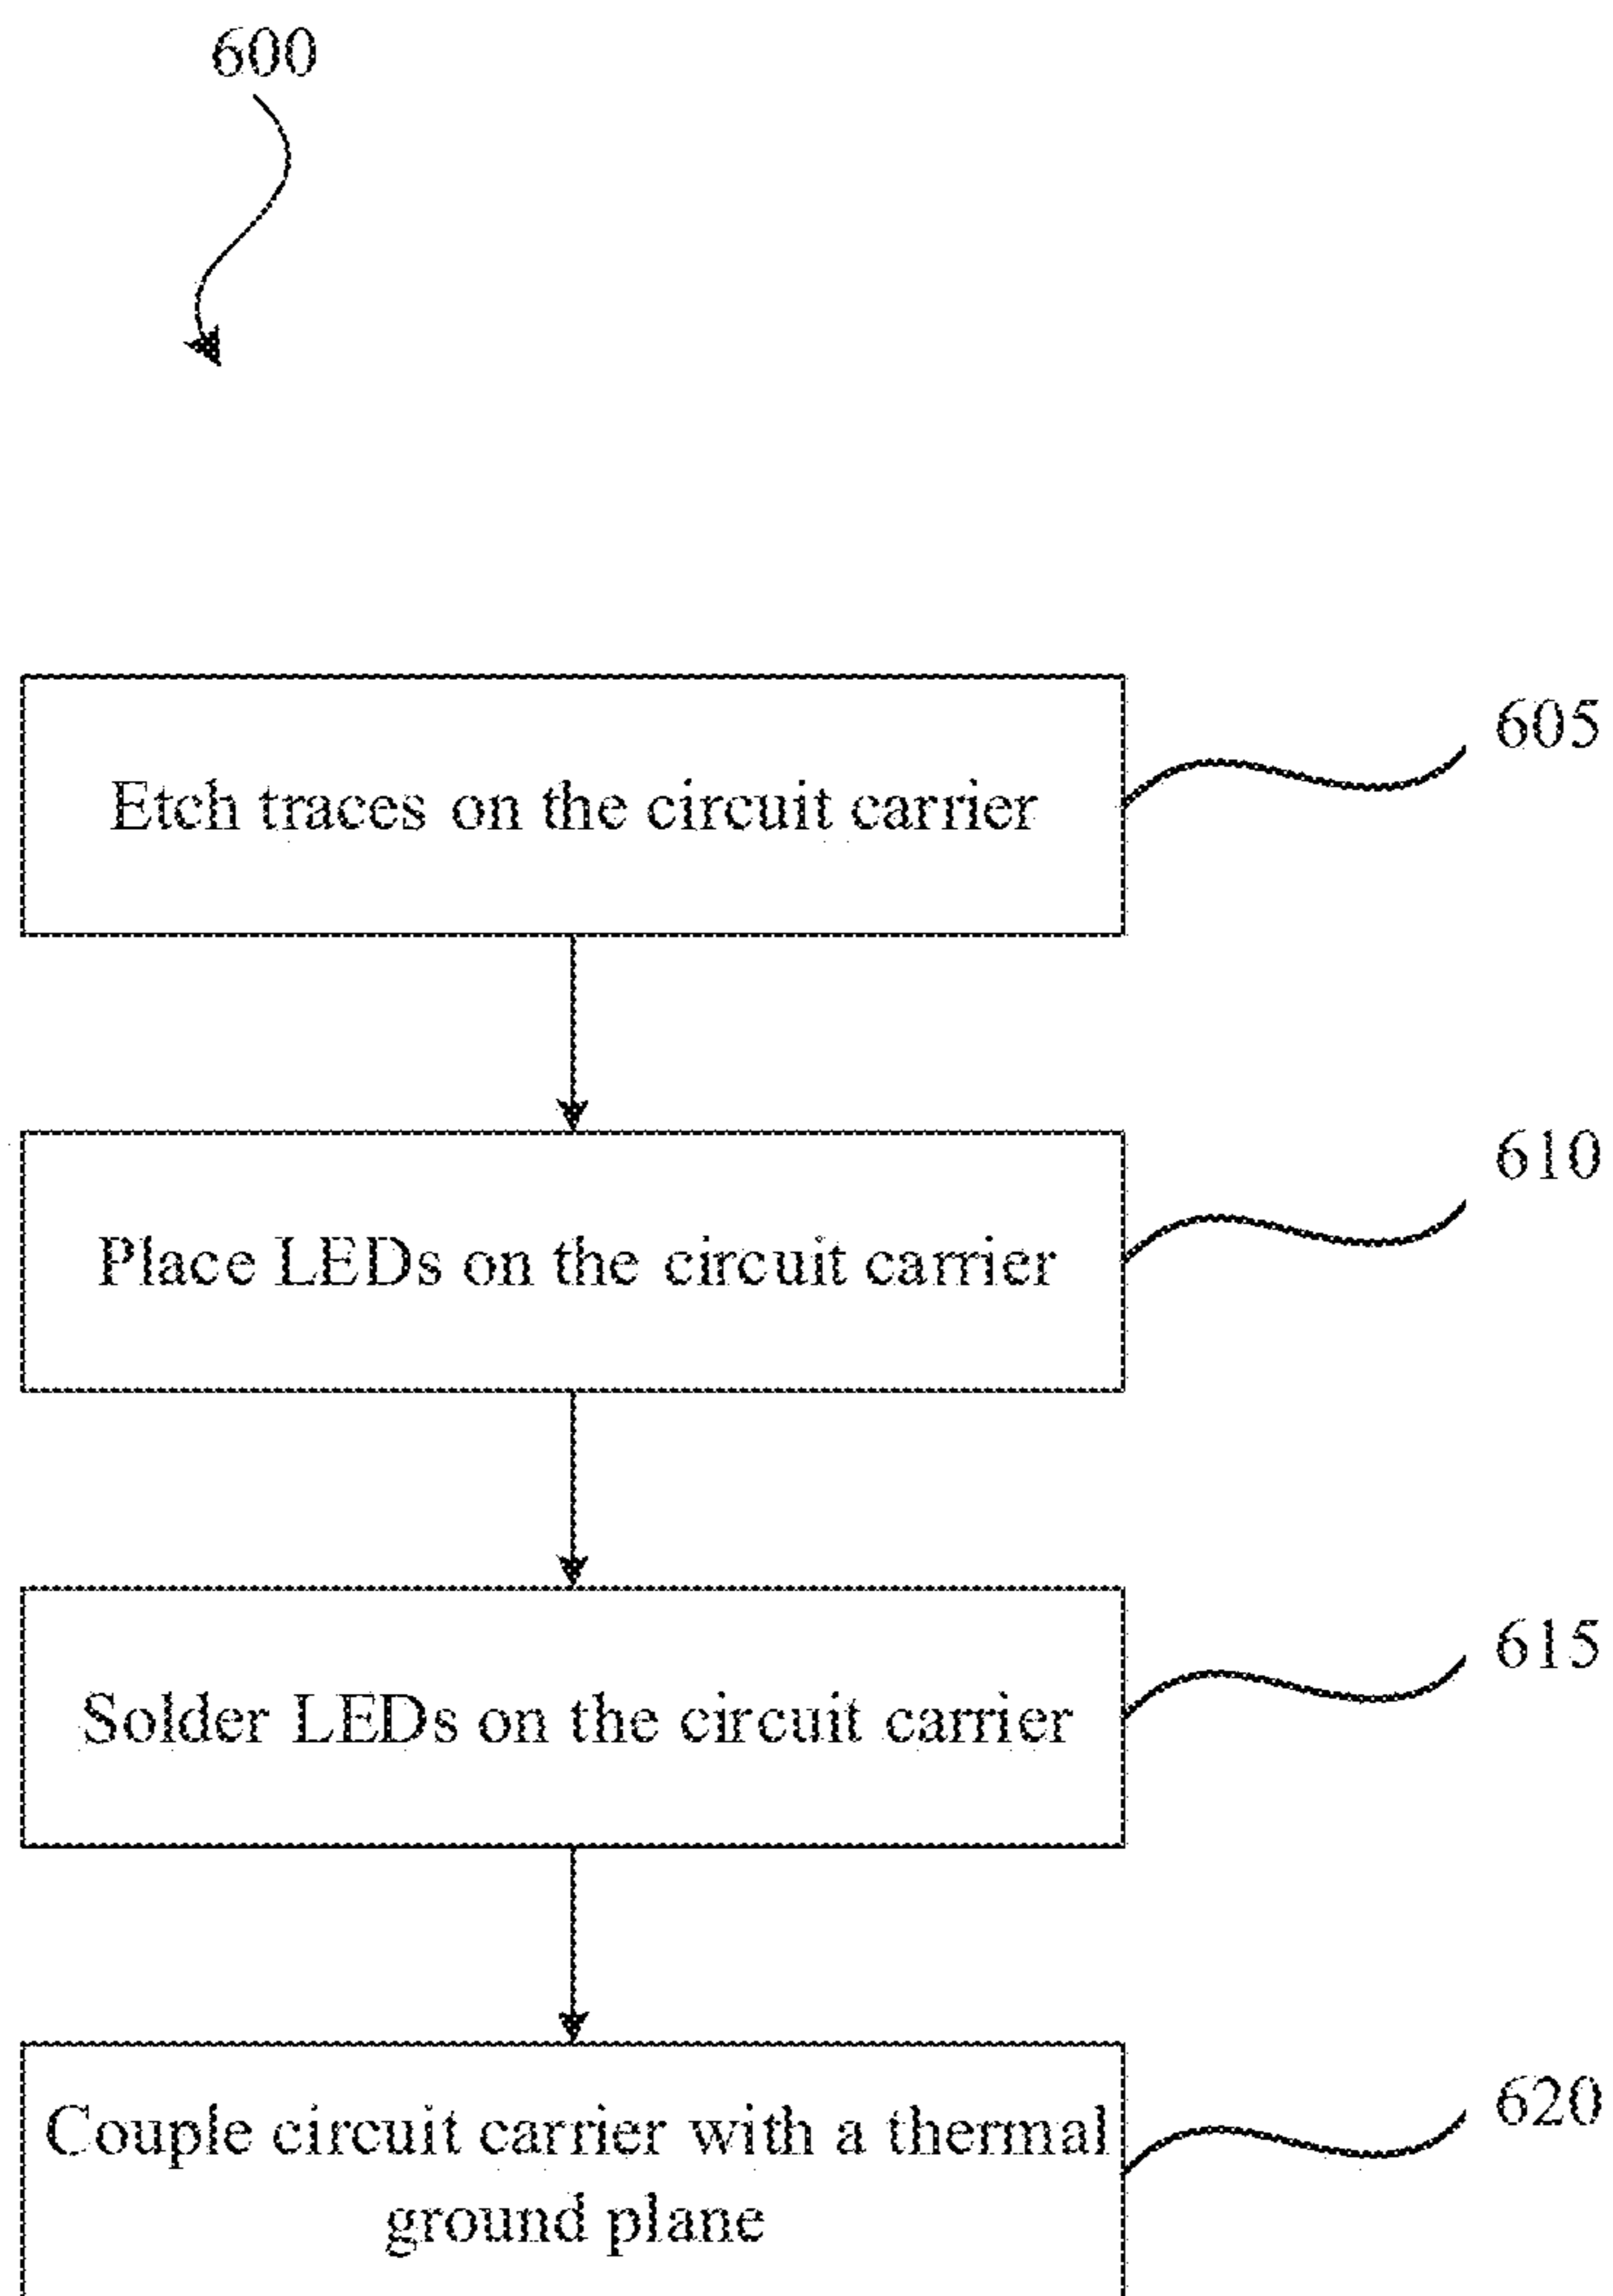 600
Etch traces on the circuit carrier
605
Place LEDs on the circuit carrier
610
Solder LEDs on the circuit carrier
615
Couple circuit carrier with a thermal
ground plane
620